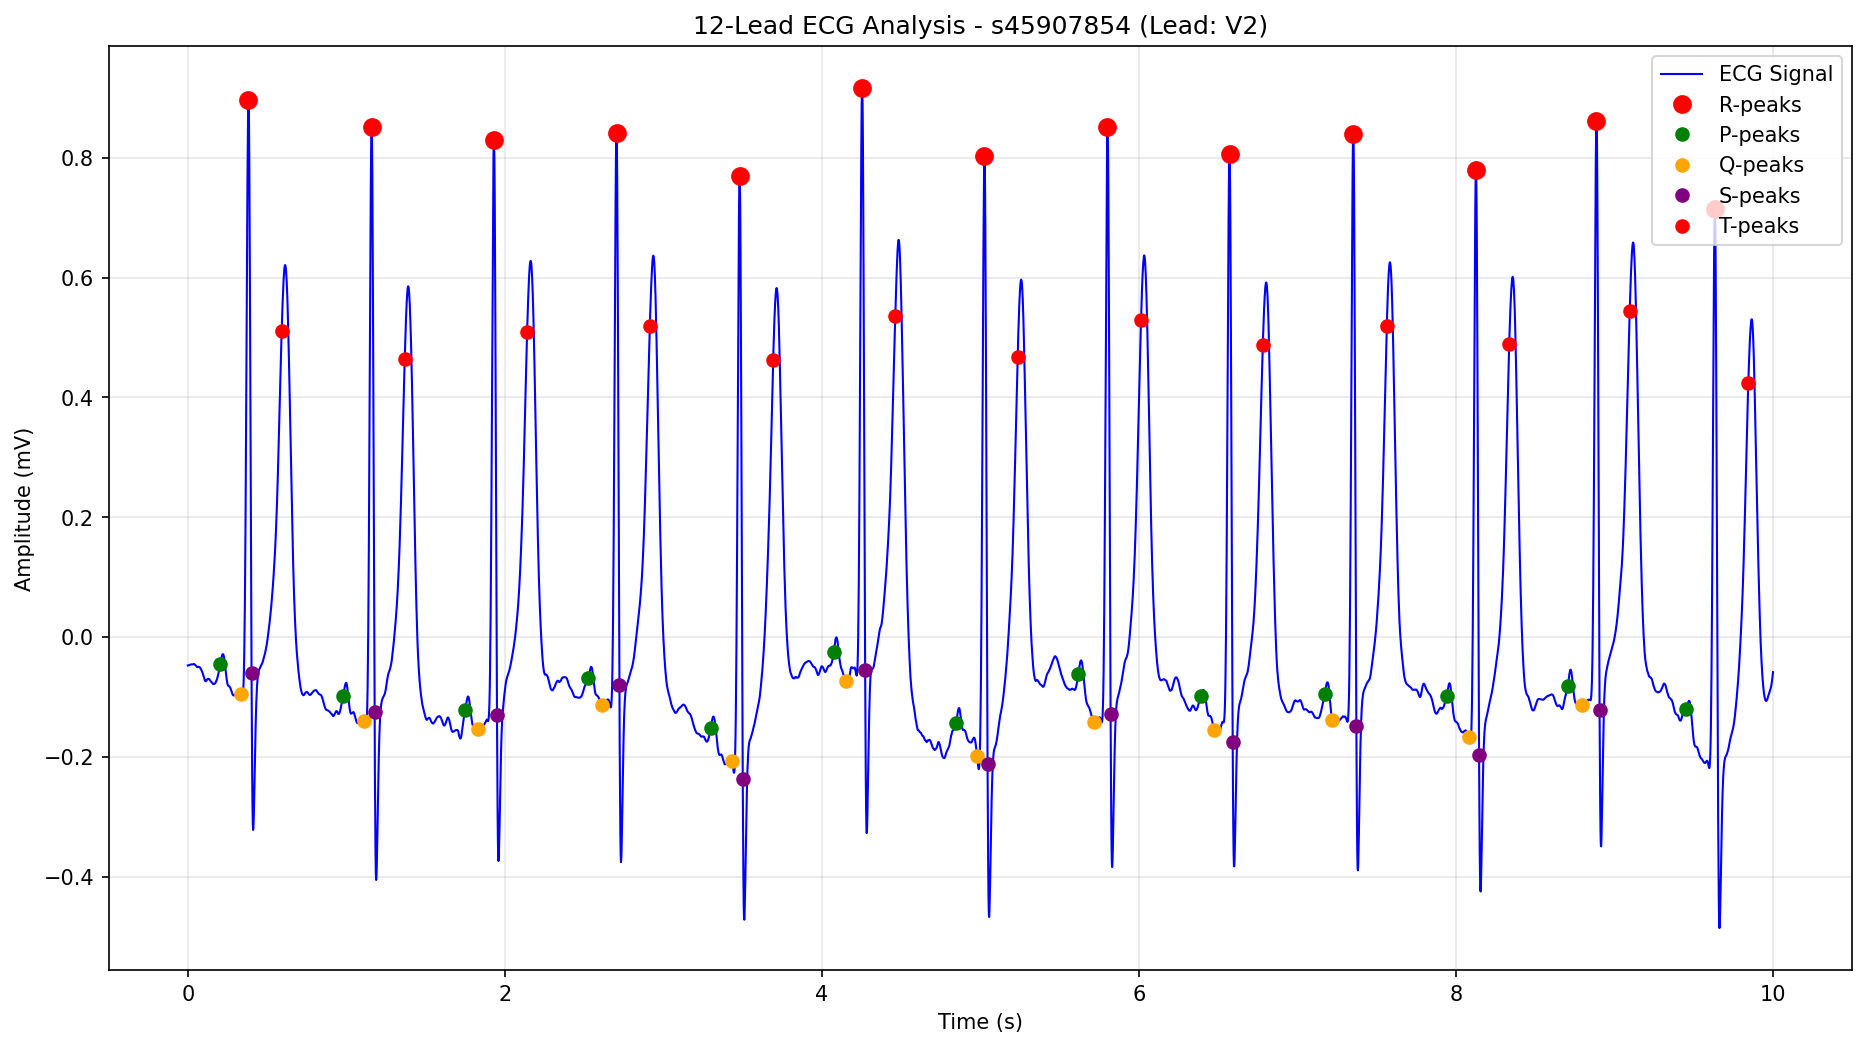 12-Lead ECG Analysis - s45907854 (Lead: V2)
ECG Signal
R-peaks
P-peaks
Q-peaks
S-peaks
T-peaks
0.8
0.6
0.4
0.2
0.0
−0.2
−0.4
Amplitude (mV)
0 2 4 6 8 10
Time (s)